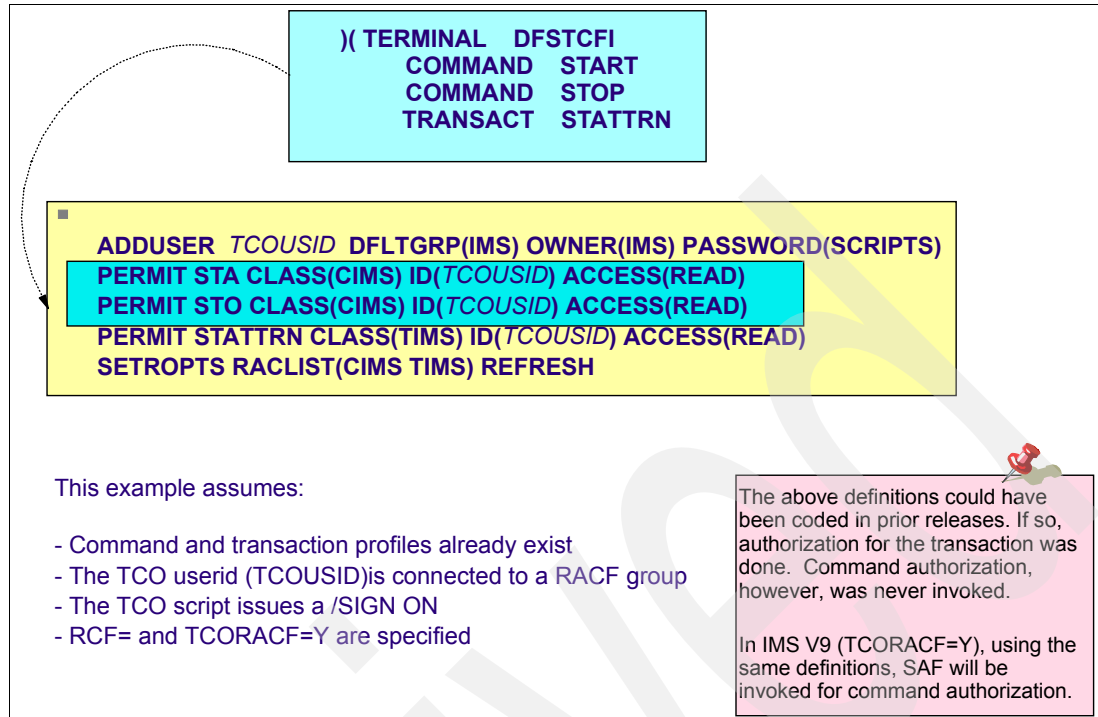 )( TERMINAL DFSTCFI
COMMAND START
COMMAND STOP
TRANSACT STATTRN
ADDUSER TCOUSID DFLTGRP(IMS) OWNER(IMS) PASSWORD(SCRIPTS)
PERMIT STA CLASS(CIMS) ID(TCOUSID) ACCESS(READ)
PERMIT STO CLASS(CIMS) ID(TCOUSID) ACCESS(READ)
PERMIT STATTRN CLASS(TIMS) ID(TCOUSID) ACCESS(READ)
SETROPTS RACLIST(CIMS TIMS) REFRESH
This example assumes:
- Command and transaction profiles already exist
- The TCO userid (TCOUSID)is connected to a RACF group
- The TCO script issues a /SIGN ON
- RCF= and TCORACF=Y are specified
The above definitions could have
been coded in prior releases. If so,
authorization for the transaction was
done. Command authorization,
however, was never invoked.
In IMS V9 (TCORACF=Y), using the
same definitions, SAF will be
invoked for command authorization.